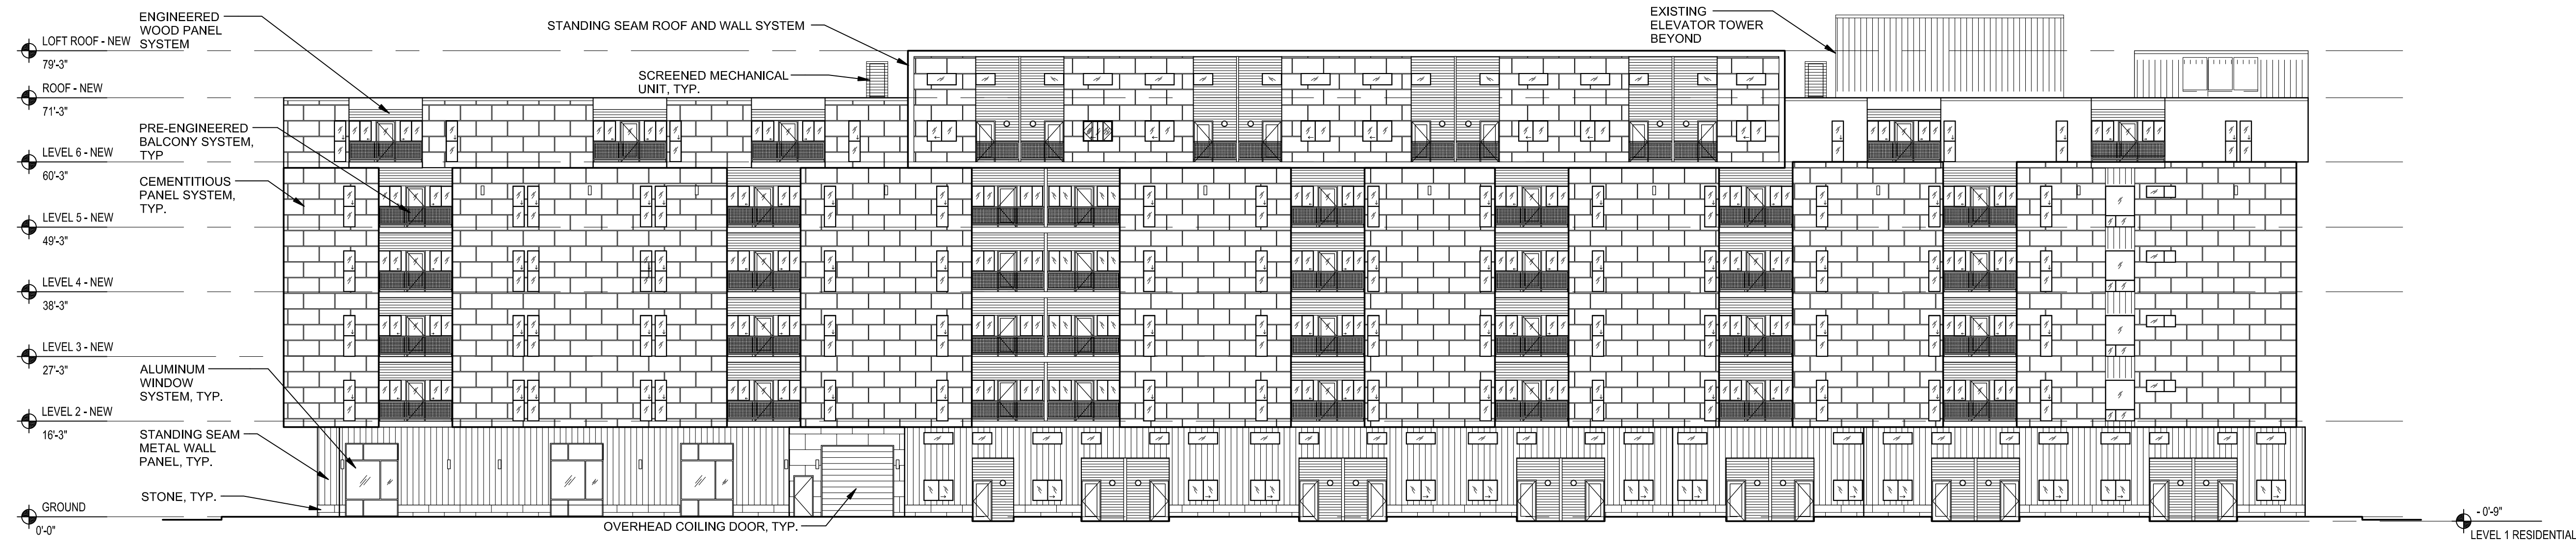 LOFT ROOF - NEW
79'-3"
ROOF - NEW
71'-3"
LEVEL 6 - NEW
60'-3"
LEVEL 5 - NEW
49'-3"
LEVEL 4 - NEW
38'-3"
LEVEL 3 - NEW
27'-3"
LEVEL 2 - NEW
16'-3"
GROUND
0'-0"
ENGINEERED
WOOD PANEL
SYSTEM
PRE-ENGINEERED
BALCONY SYSTEM,
TYP
CEMENTITIOUS
PANEL SYSTEM,
TYP.
ALUMINUM
WINDOW
SYSTEM, TYP.
STANDING SEAM
METAL WALL
PANEL, TYP.
STONE, TYP.
STANDING SEAM ROOF AND WALL SYSTEM
SCREENED MECHANICAL
UNIT, TYP.
OVERHEAD COILING DOOR, TYP.
EXISTING
ELEVATOR TOWER
BEYOND
- 0'-9"
LEVEL 1 RESIDENTIAL